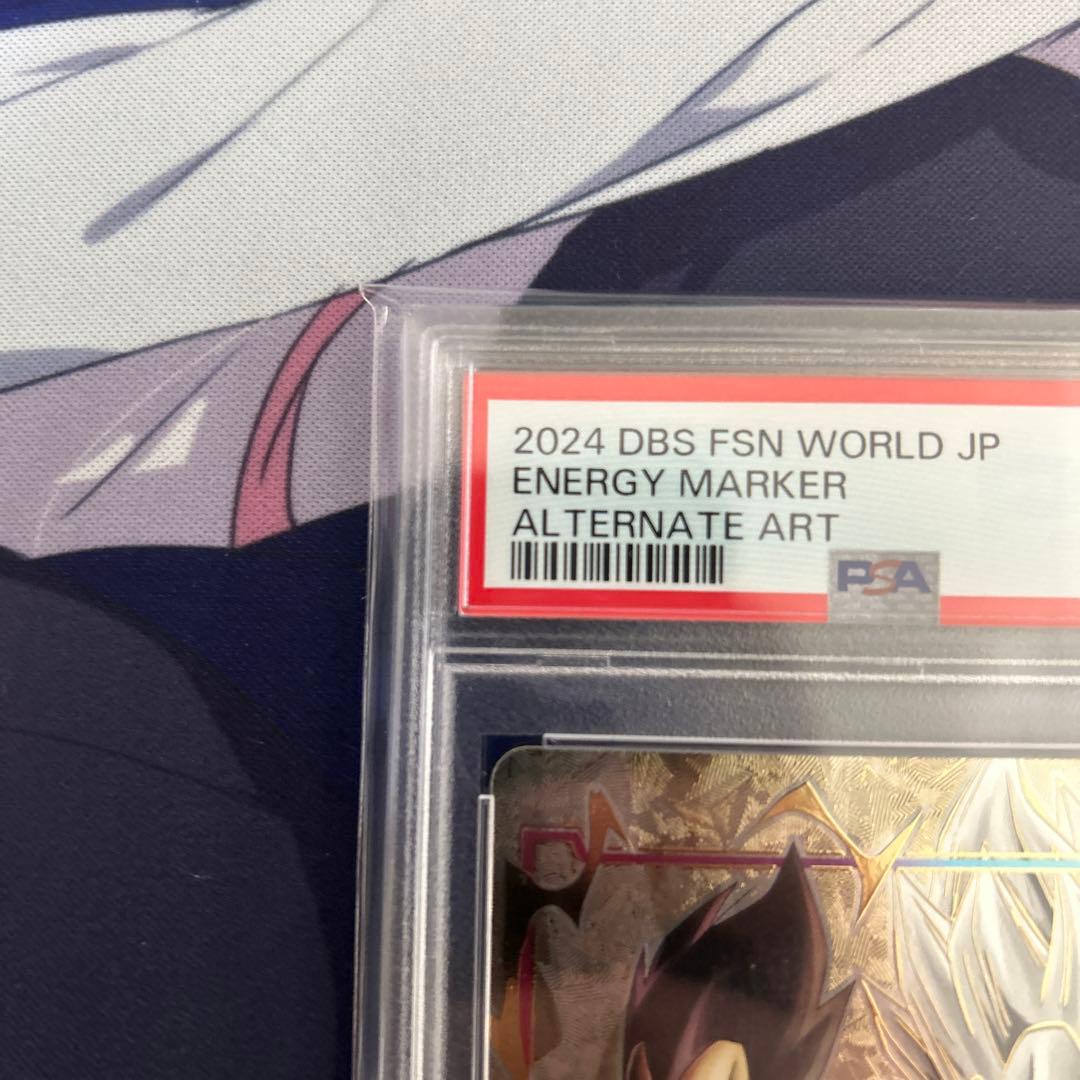 2024 DBS FSN WORLD JP
ENERGY MARKER
ALTERNATE ART
PSA